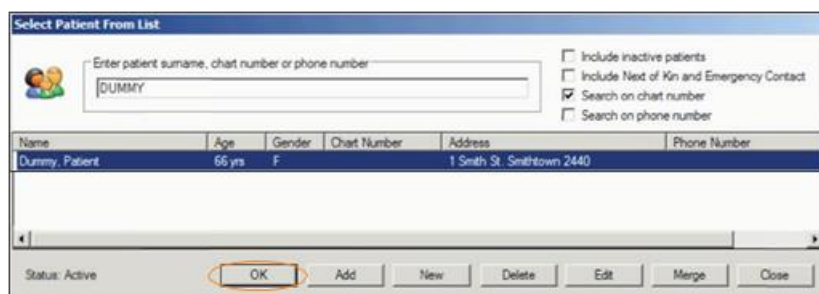 Select Patient From List
Enter patient surname, chart number or phone number
DUMMY
Include inactive patients
Include Next of Kin and Emergency Contact
Search on chart number
Search on phone number
Name Age Gender Chart Number Address Phone Number
Dummy, Patient 66 yrs F 1 Smith St. Smithtown 2440
Status: Active OK Add New Delete Edit Merge Close